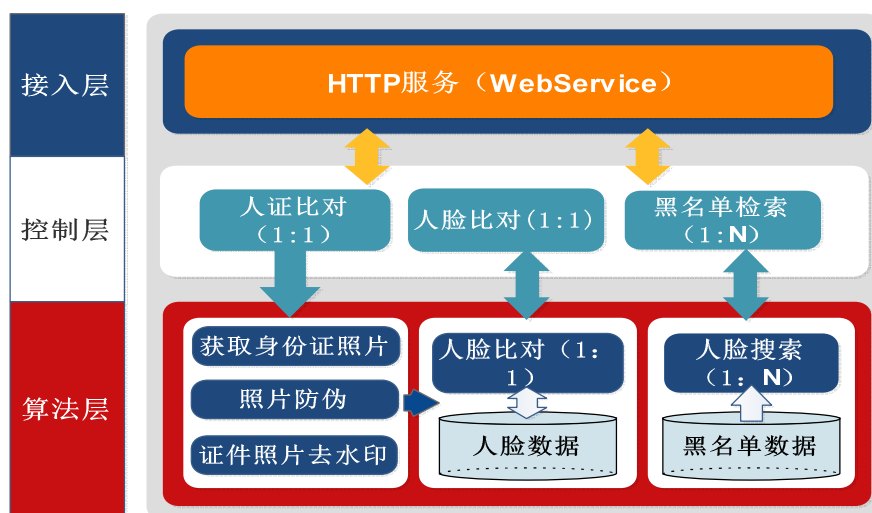 接入层
HTTP服务（WebService）
控制层
人证比对
（1:1）
人脸比对(1:1)
黑名单检索
（1:N）
算法层
获取身份证照片
照片防伪
证件照片去水印
人脸比对（1：
1）
人脸数据
人脸搜索
（1：N）
黑名单数据